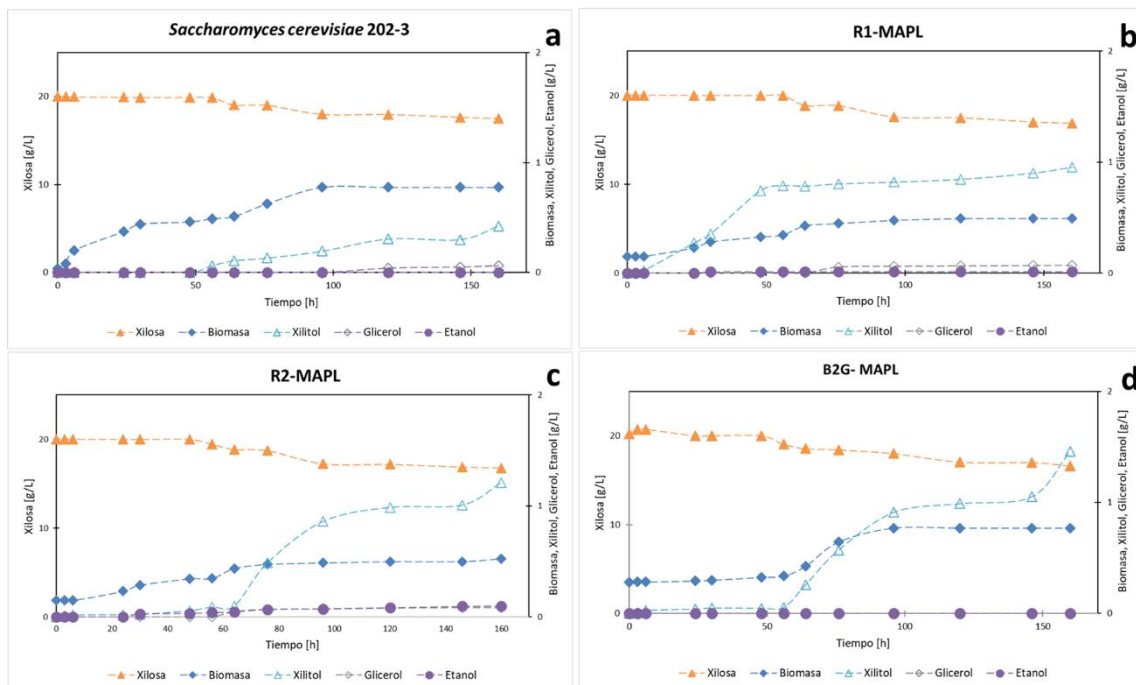 Saccharomyces cerevisiae 202-3
a
Xilosa [g/L]
20
10
0
2
1
0
Biomasa, Xilitol, Glicerol, Etanol [g/L]
0 50 100 150
Tiempo [h]
Xilosa Biomasa Xilitol Glicerol Etanol
R1-MAPL
b
Xilosa [g/L]
20
10
0
2
1
0
Biomasa, Xilitol, Glicerol, Etanol [g/L]
0 50 100 150
Tiempo [h]
Xilosa Biomasa Xilitol Glicerol Etanol
R2-MAPL
c
Xilosa [g/L]
20
10
0
2
1
0
Biomasa, Xilitol, Glicerol, Etanol [g/L]
0 20 40 60 80 100 120 140 160
Tiempo [h]
Xilosa Biomasa Xilitol Glicerol Etanol
B2G- MAPL
d
Xilosa [g/L]
20
10
0
2
1
0
Biomasa, Xilitol, Glicerol, Etanol [g/L]
0 50 100 150
Tiempo [h]
Xilosa Biomasa Xilitol Glicerol Etanol